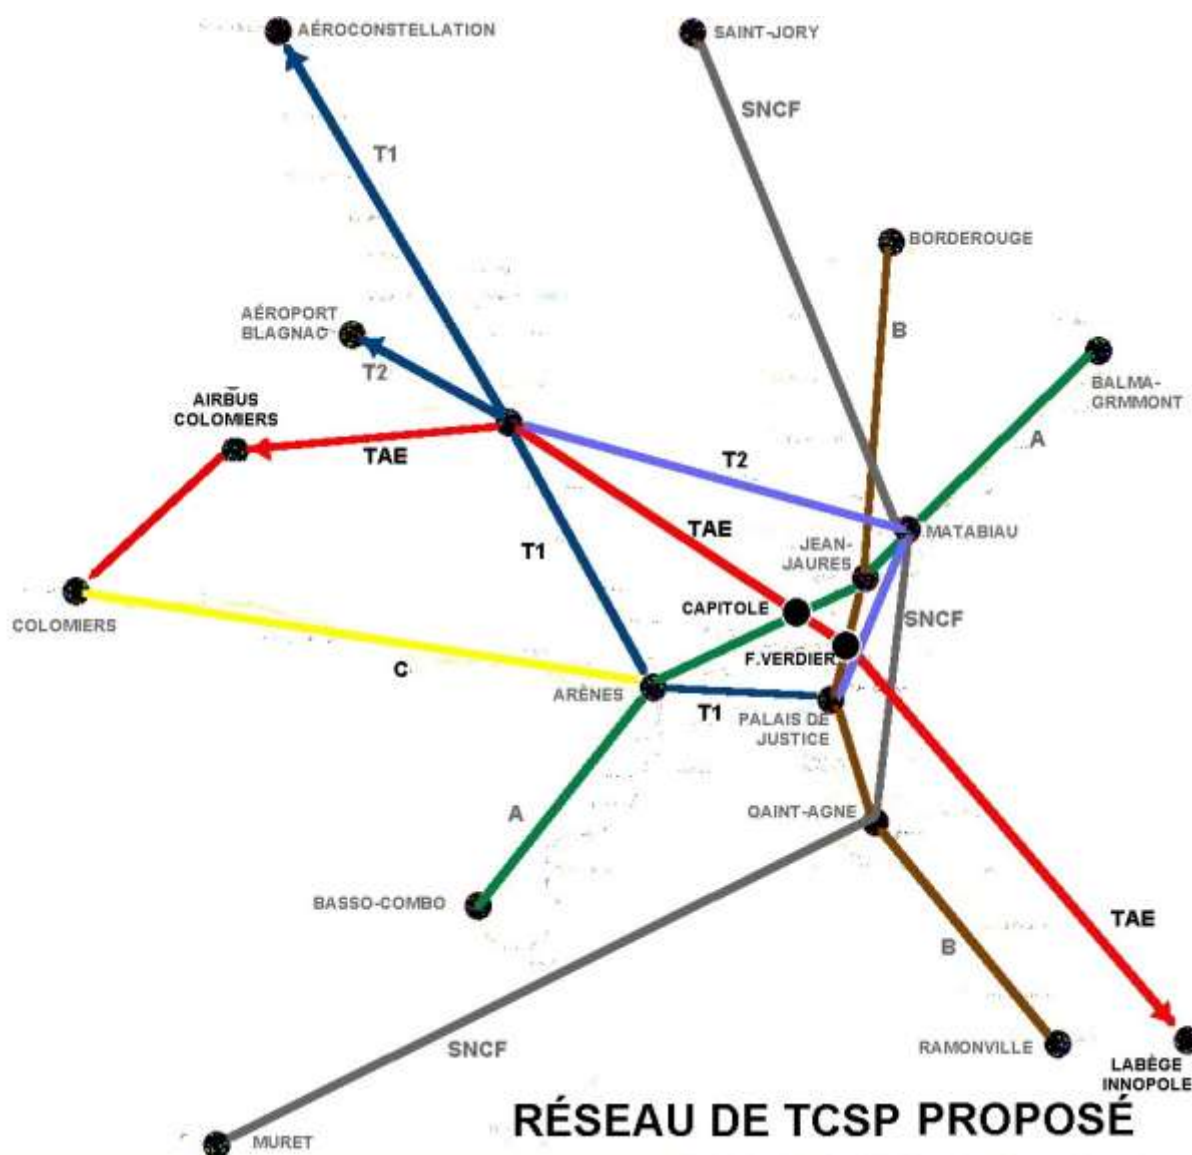 AÉROCONSTELLATION
SAINT-JORY
SNCF
T1
BORDEROUGE
AÉROPORT
BLAGNAC
T2
B
BALMA-
GRMMONT
AIRBUS
COLOMIERS
TAE
A
T2
TAE
T1
MATABIAU
JEAN-
JAURES
CAPITOLE
SNCF
COLOMIERS
F.VERDIER
C
ARÈNES
T1
PALAIS DE
JUSTICE
A
QAINT-AGNE
BASSO-COMBO
TAE
B
SNCF
RAMONVILLE
LABÈGE
INNOPOLE
RÉSEAU DE TCSP PROPOSÉ
MURET